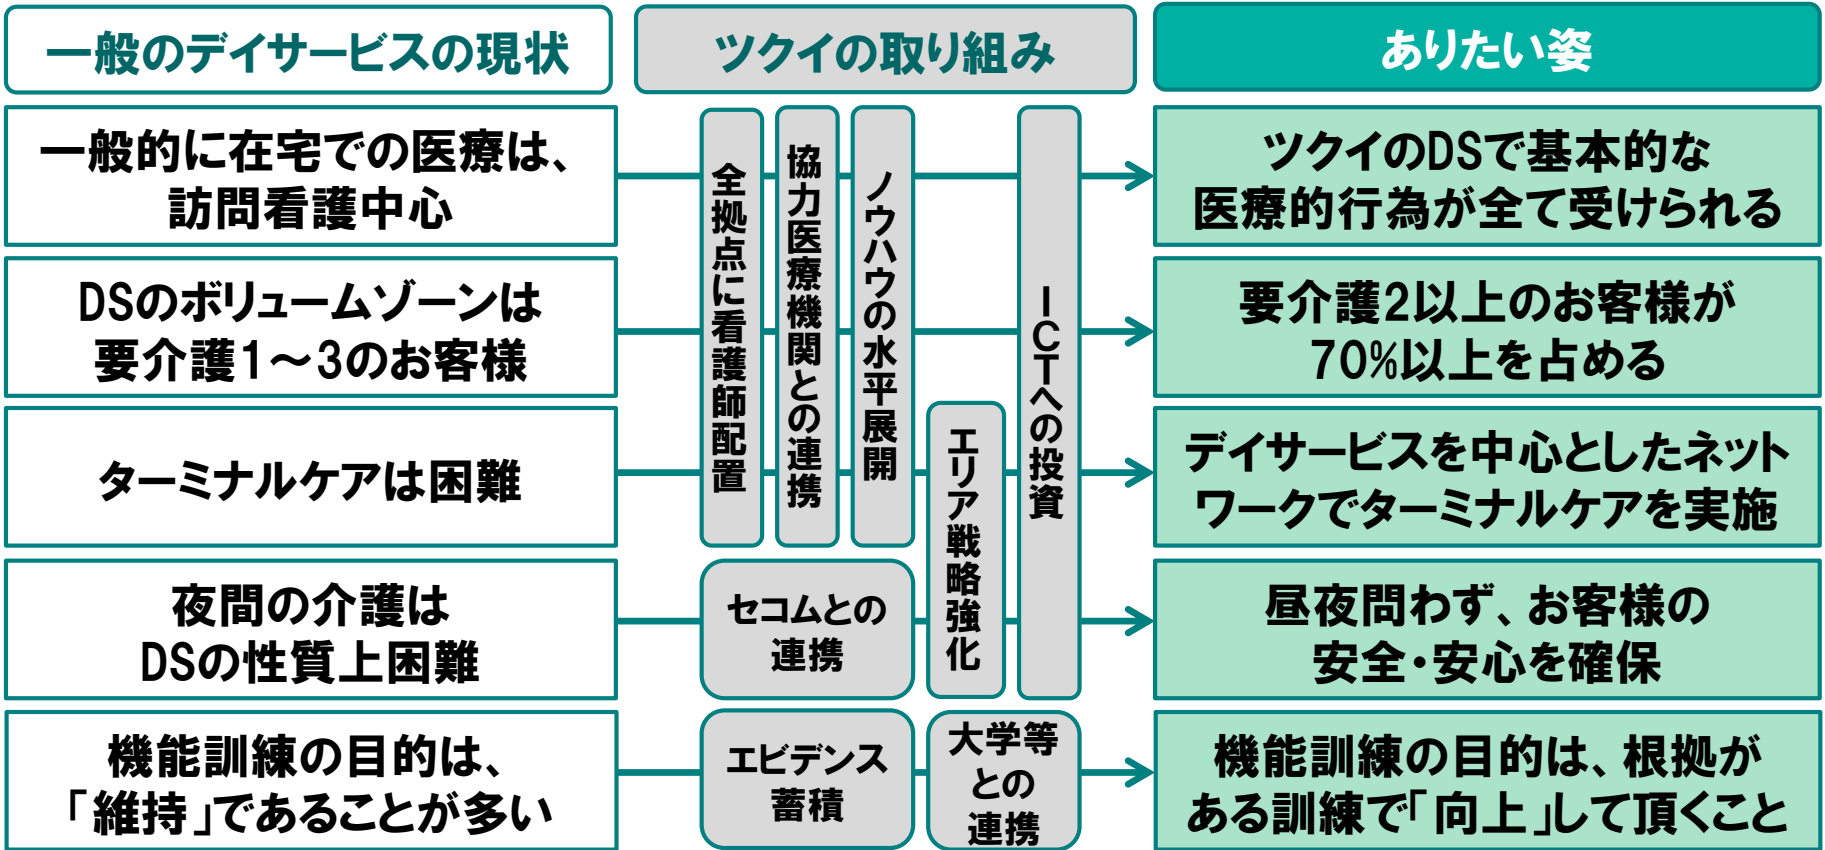 一般のデイサービスの現状
ツクイの取り組み
ありたい姿
一般的に在宅での医療は、
訪問看護中心
DSのボリュームゾーンは
要介護1～3のお客様
ターミナルケアは困難
夜間の介護は
DSの性質上困難
機能訓練の目的は、
「維持」であることが多い
全拠点に看護師配置
協力医療機関との連携
ノウハウの水平展開
エリア戦略強化
ICTへの投資
セコムとの
連携
エビデンス
蓄積
大学等
との
連携
ツクイのDSで基本的な
医療的行為が全て受けられる
要介護2以上のお客様が
70%以上を占める
デイサービスを中心としたネット
ワークでターミナルケアを実施
昼夜問わず、お客様の
安全・安心を確保
機能訓練の目的は、根拠が
ある訓練で「向上」して頂くこと